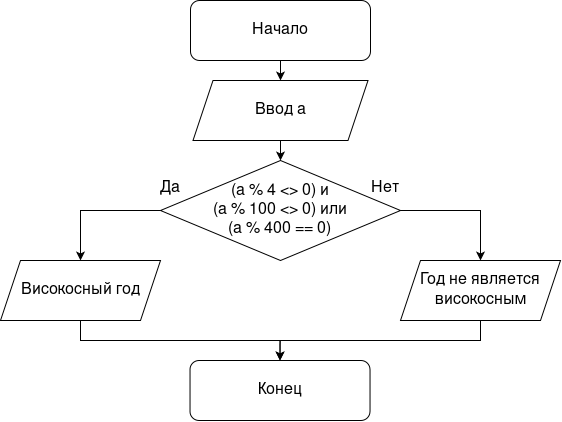 Начало
Ввод a
Да
(a % 4 <> 0) и
(a % 100 <> 0) или
(a % 400 == 0)
Нет
Високосный год
Год не является
високосным
Конец